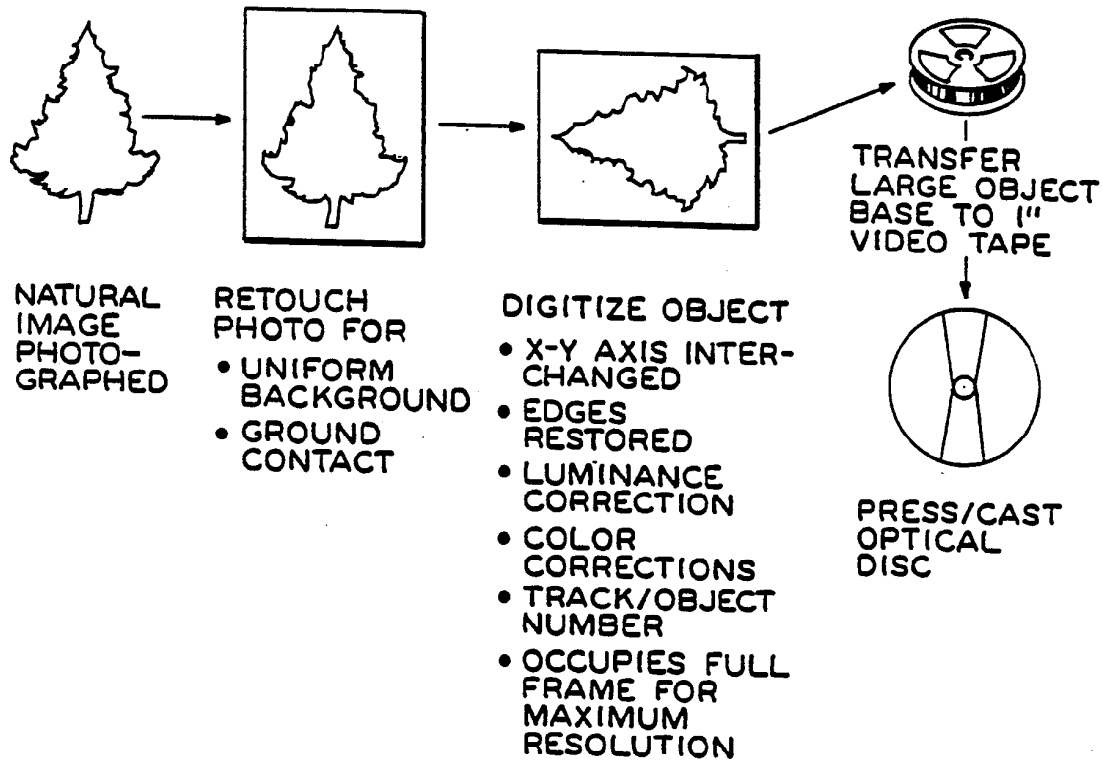 NATURAL
IMAGE
PHOTO-
GRAPHED
RETOUCH
PHOTO FOR
• UNIFORM
BACKGROUND
• GROUND
CONTACT
DIGITIZE OBJECT
• X-Y AXIS INTER-
CHANGED
• EDGES
RESTORED
• LUMINANCE
CORRECTION
• COLOR
CORRECTIONS
• TRACK/OBJECT
NUMBER
• OCCUPIES FULL
FRAME FOR
MAXIMUM
RESOLUTION
TRANSFER
LARGE OBJECT
BASE TO 1"
VIDEO TAPE
PRESS/CAST
OPTICAL
DISC